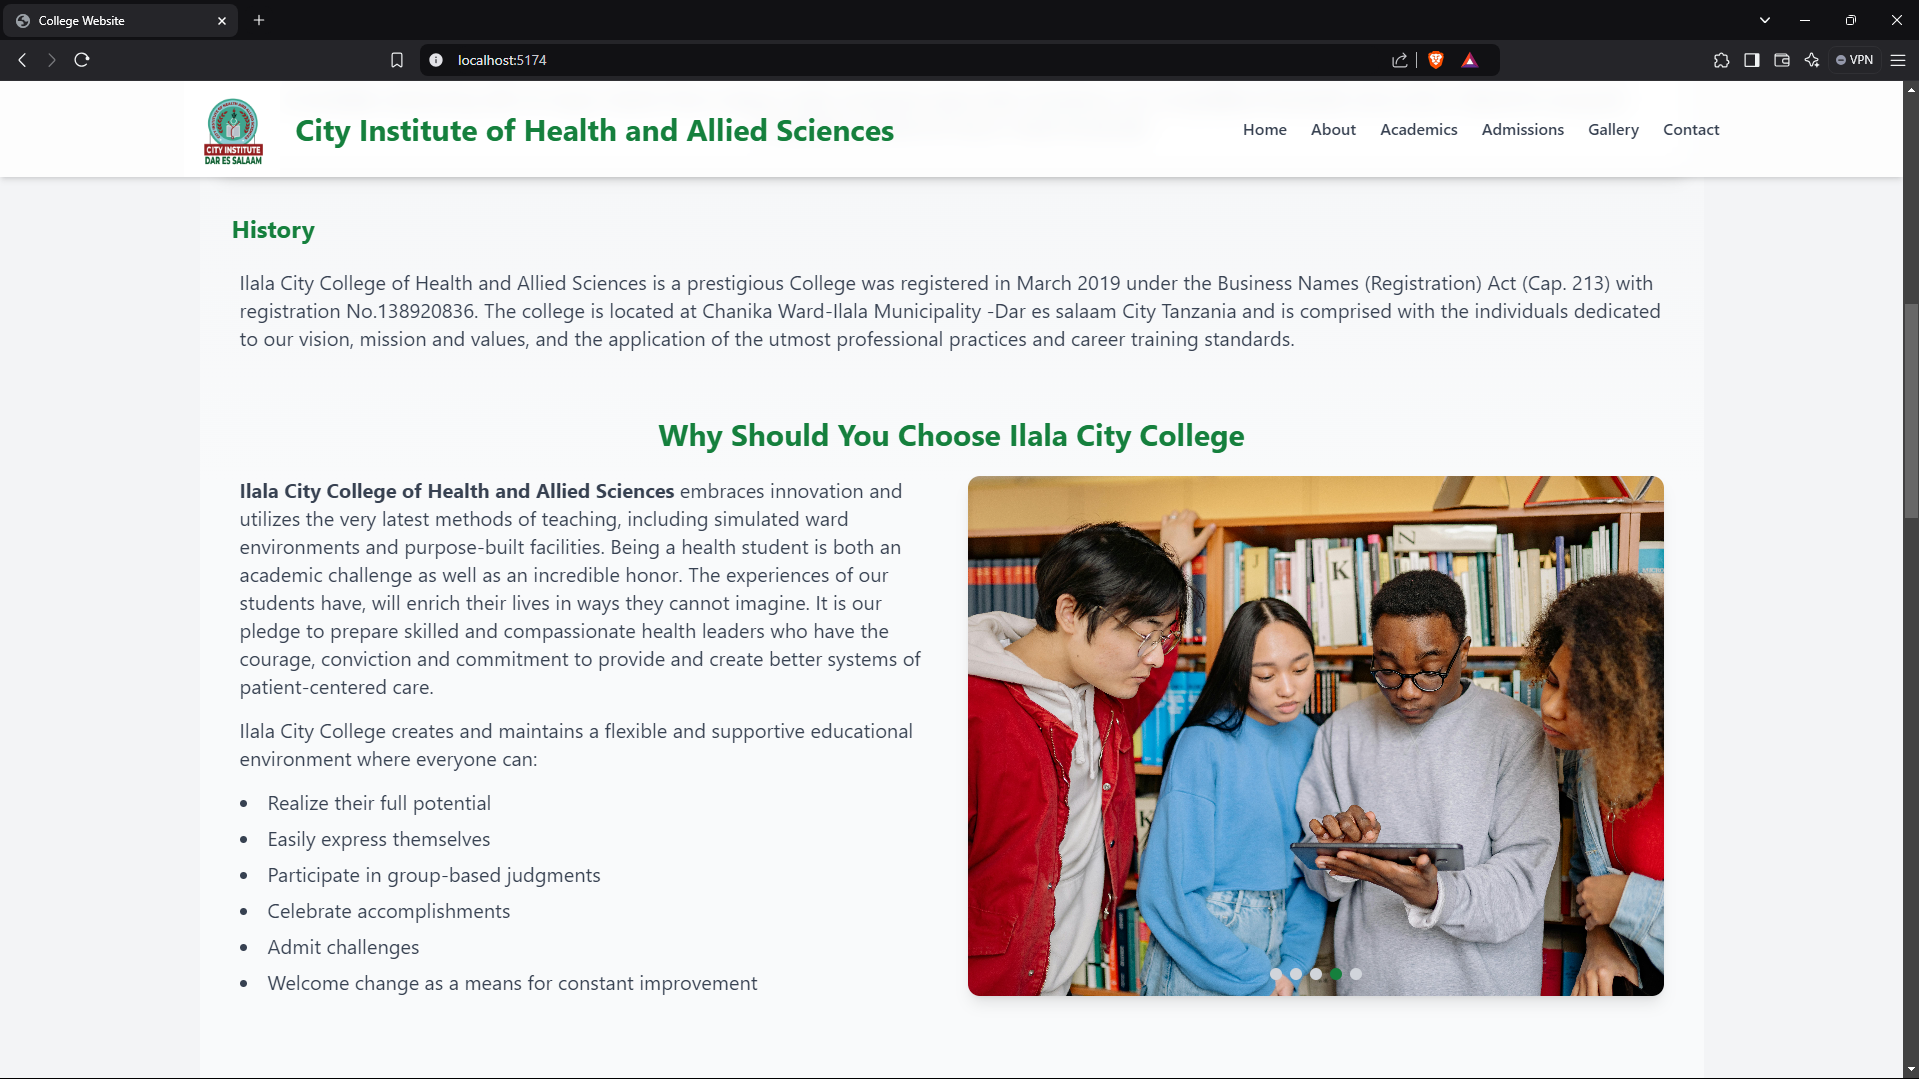 College Website
localhost:5174
VPN
CITY INSTITUTE
DAR ES SALAAM
City Institute of Health and Allied Sciences
Home About Academics Admissions Gallery Contact
History
Ilala City College of Health and Allied Sciences is a prestigious College was registered in March 2019 under the Business Names (Registration) Act (Cap. 213) with
registration No.138920836. The college is located at Chanika Ward-Ilala Municipality -Dar es salaam City Tanzania and is comprised with the individuals dedicated
to our vision, mission and values, and the application of the utmost professional practices and career training standards.
Why Should You Choose Ilala City College
Ilala City College of Health and Allied Sciences embraces innovation and
utilizes the very latest methods of teaching, including simulated ward
environments and purpose-built facilities. Being a health student is both an
academic challenge as well as an incredible honor. The experiences of our
students have, will enrich their lives in ways they cannot imagine. It is our
pledge to prepare skilled and compassionate health leaders who have the
courage, conviction and commitment to provide and create better systems of
patient-centered care.
Ilala City College creates and maintains a flexible and supportive educational
environment where everyone can:
• Realize their full potential
• Easily express themselves
• Participate in group-based judgments
• Celebrate accomplishments
• Admit challenges
• Welcome change as a means for constant improvement
N
K
K